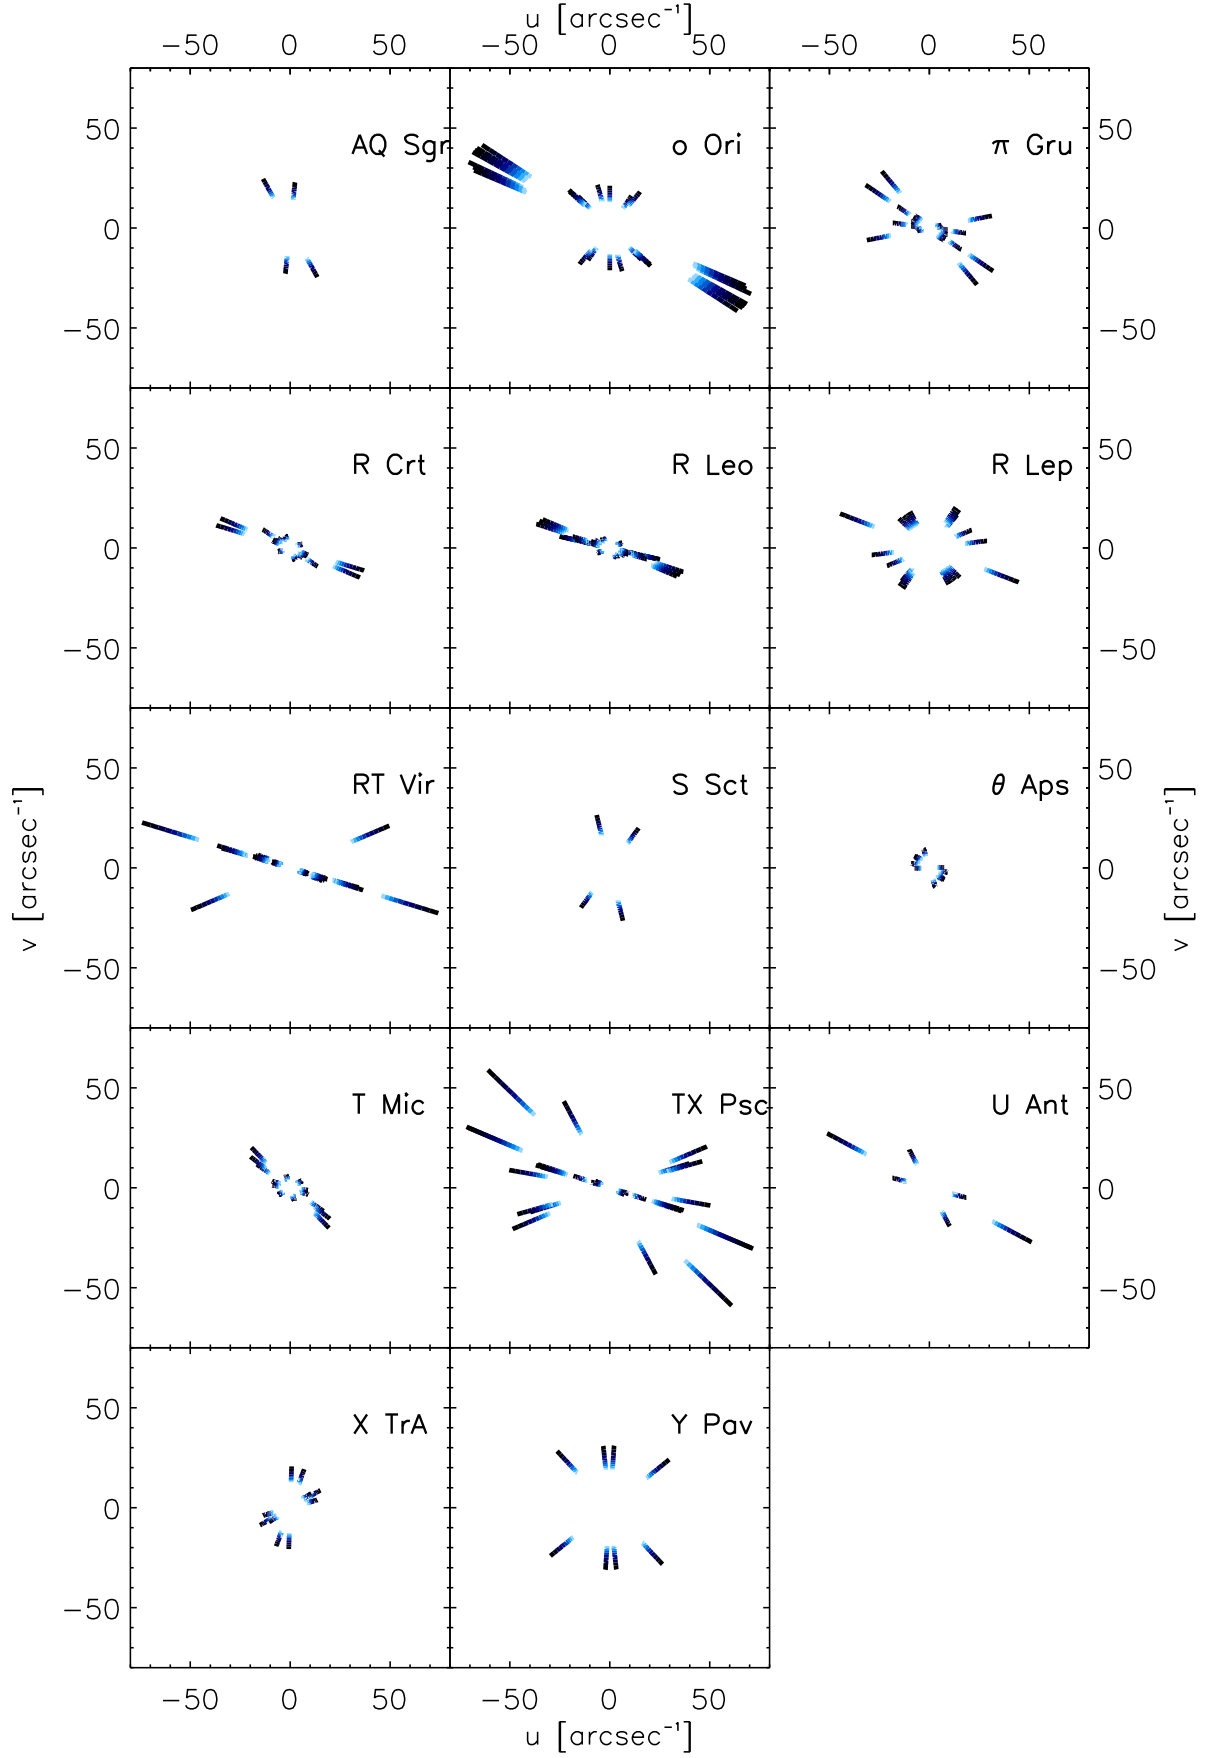 u [arcsec⁻¹]
−50 0 50 −50 0 50 −50 0 50
AQ Sgr o Ori π Gru
50 50
0 0
−50 −50
R Crt R Leo R Lep
50 50
0 0
−50 −50
RT Vir S Sct θ Aps
50 50
0 0
−50 −50
v [arcsec⁻¹] v [arcsec⁻¹]
T Mic TX Psc U Ant
50 50
0 0
−50 −50
X TrA Y Pav
50
0
−50
−50 0 50 −50 0 50
u [arcsec⁻¹]